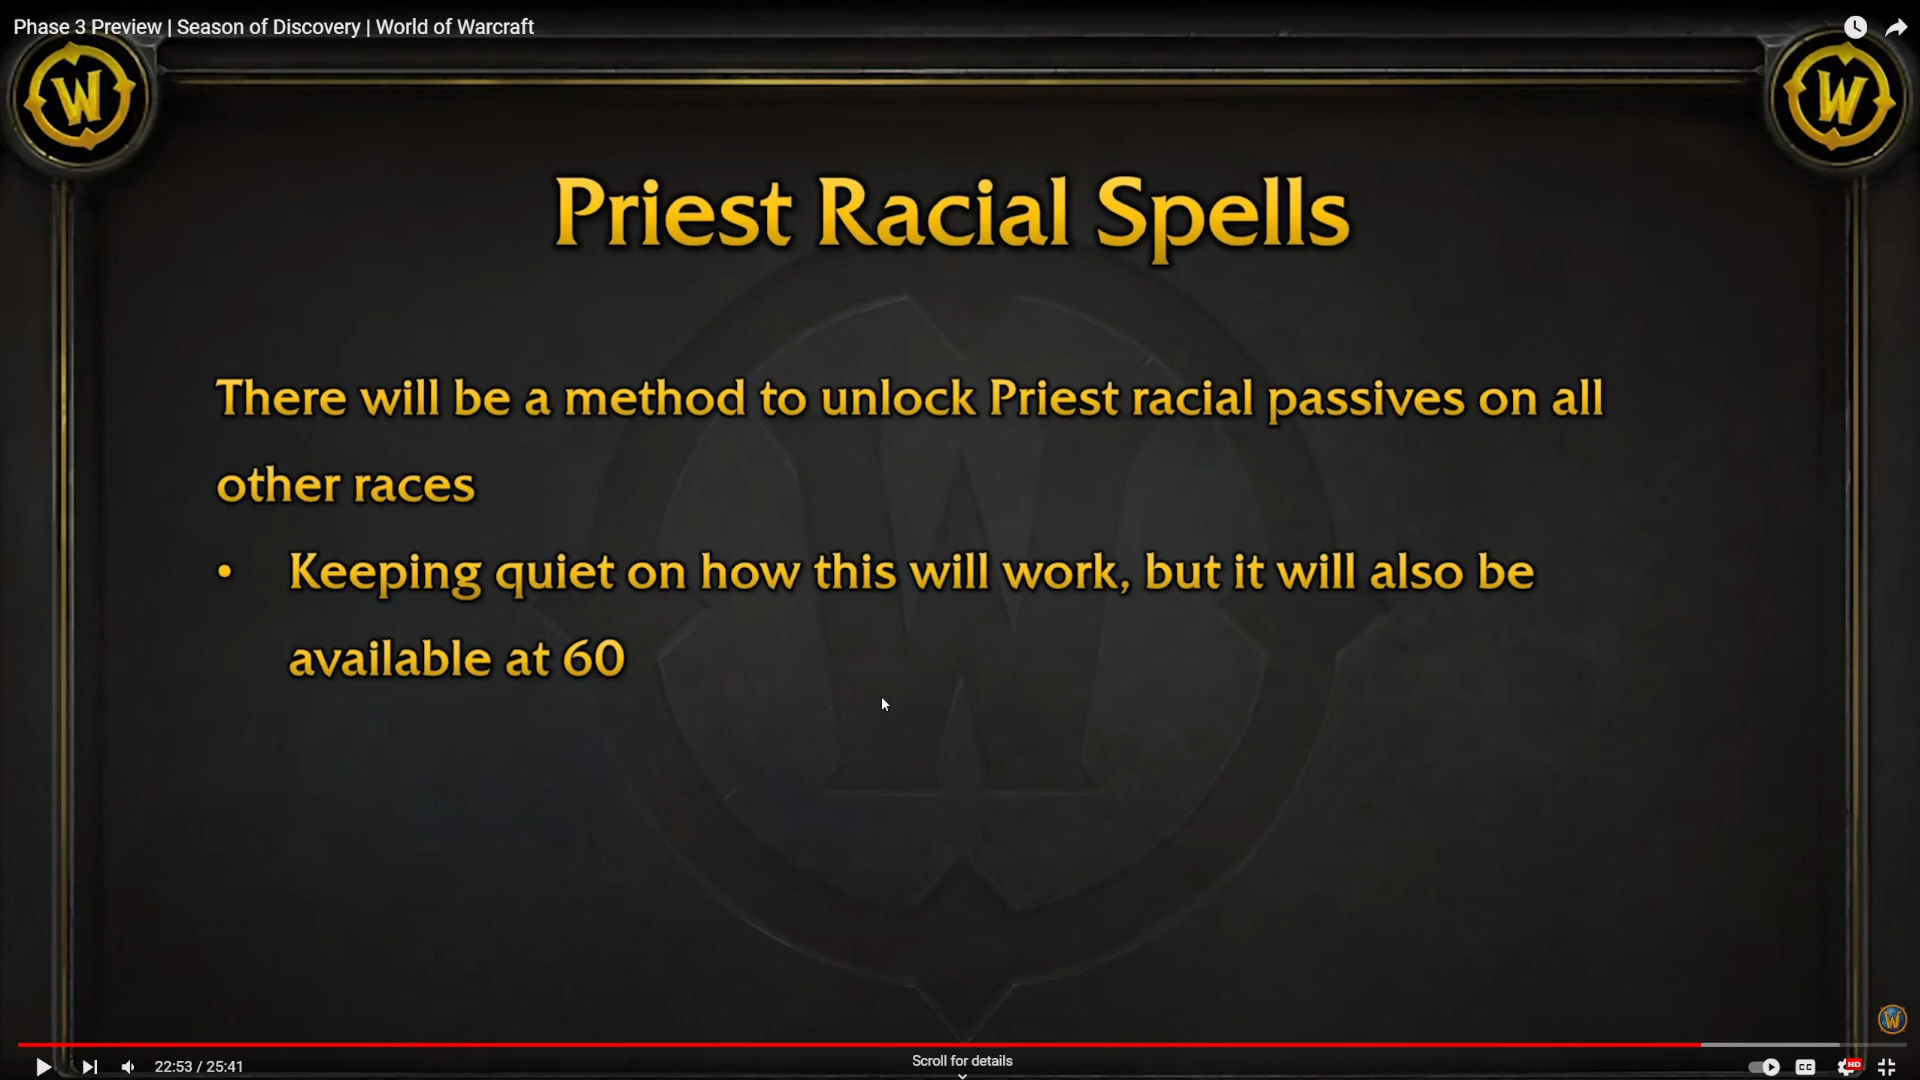 Phase 3 Preview | Season of Discovery | World of Warcraft
W
W
Priest Racial Spells
There will be a method to unlock Priest racial passives on all
other races
• Keeping quiet on how this will work, but it will also be
available at 60
W
22:53 / 25:41
Scroll for details
CC
HD